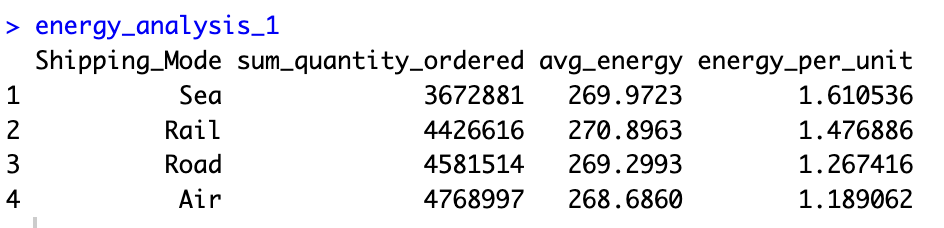 > energy_analysis_1
Shipping_Mode sum_quantity_ordered avg_energy energy_per_unit
1 Sea 3672881 269.9723 1.610536
2 Rail 4426616 270.8963 1.476886
3 Road 4581514 269.2993 1.267416
4 Air 4768997 268.6860 1.189062